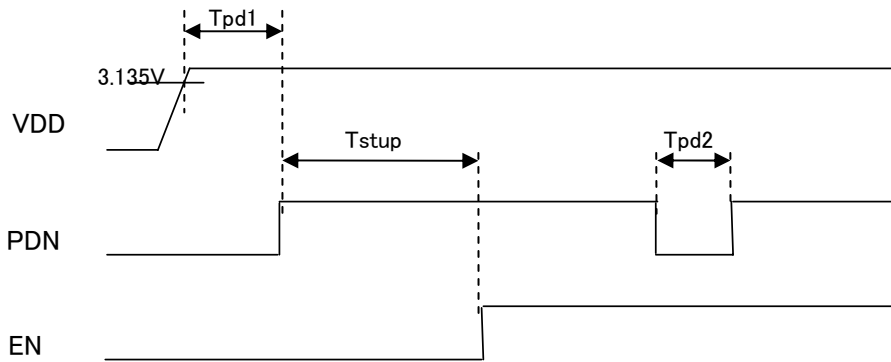 Tpd1
3.135V
VDD
Tstup
Tpd2
PDN
EN